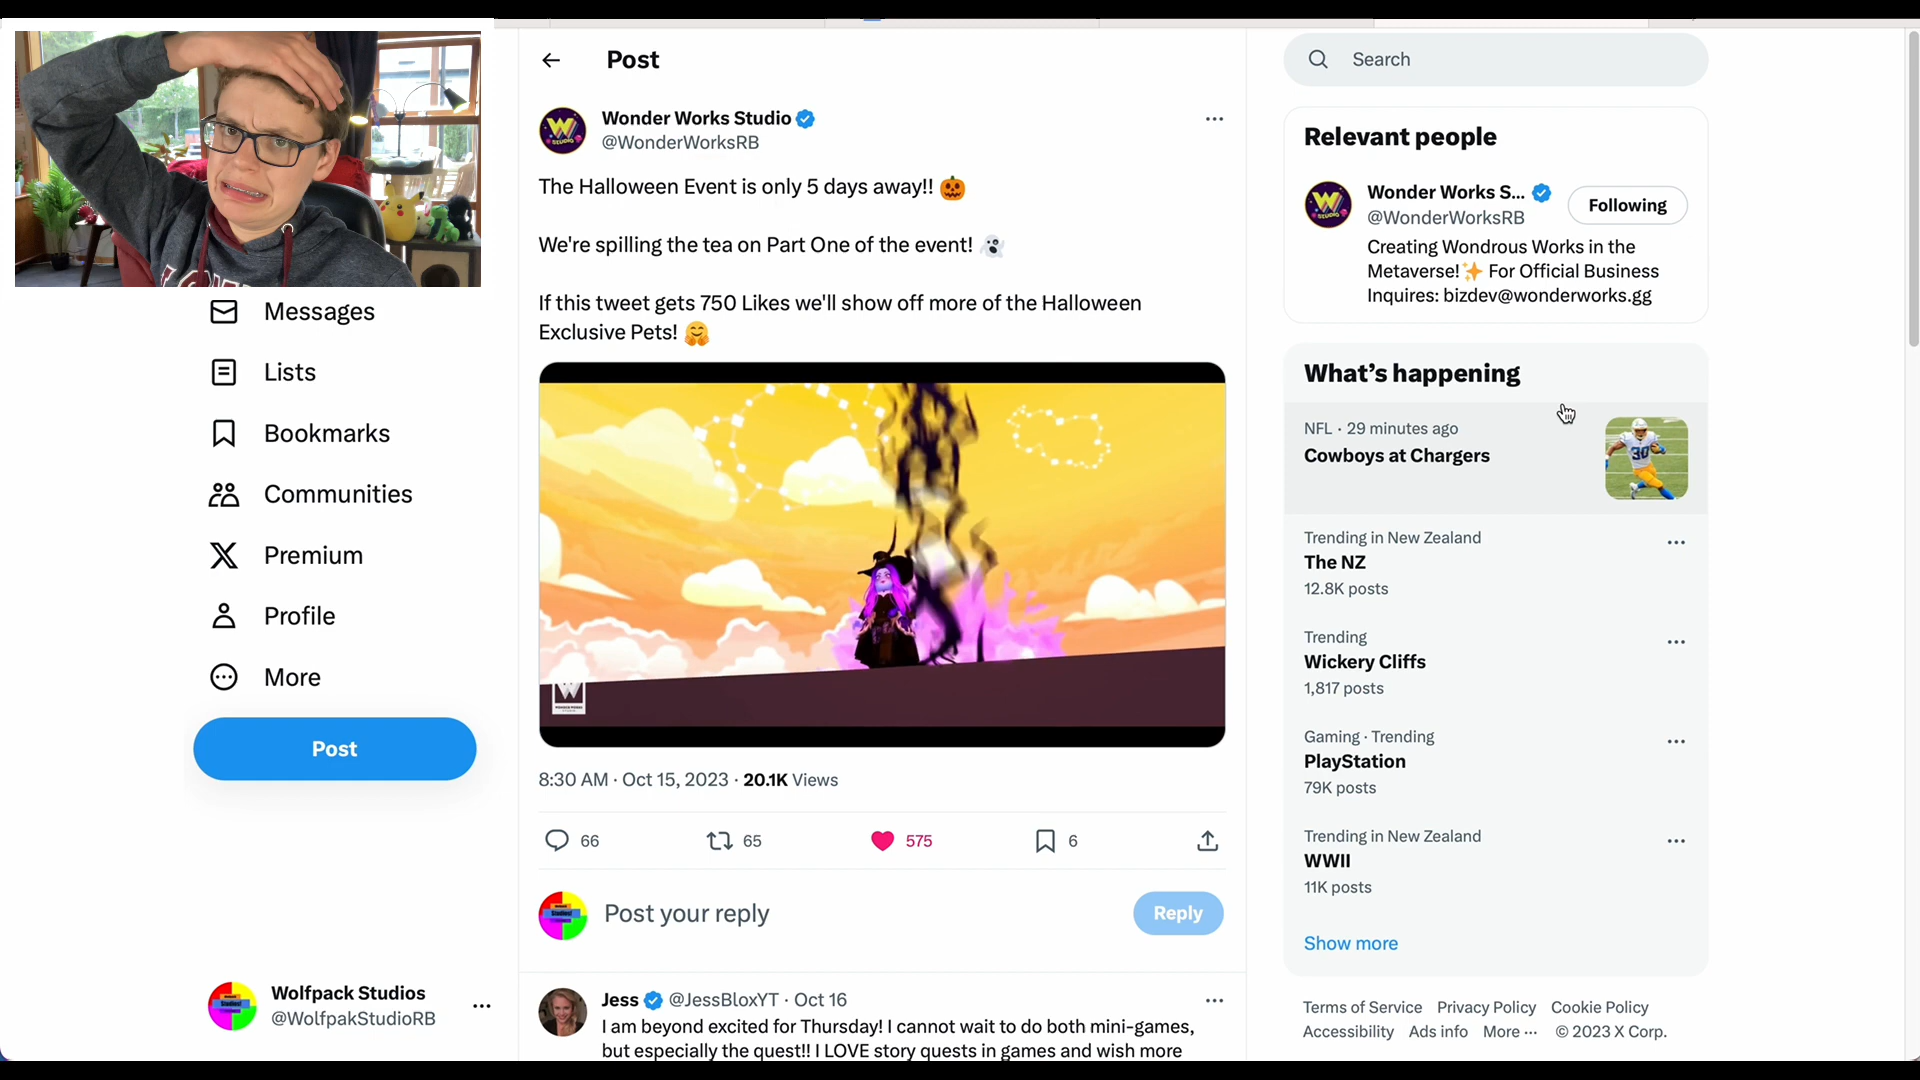 Post
Wonder Works Studio
@WonderWorksRB
The Halloween Event is only 5 days away!! 🎃
We're spilling the tea on Part One of the event! 👻
If this tweet gets 750 Likes we'll show off more of the Halloween
Exclusive Pets! 🤗
8:30 AM · Oct 15, 2023 · 20.1K Views
66
65
575
6
Post your reply
Reply
Jess @JessBloxYT · Oct 16
I am beyond excited for Thursday! I cannot wait to do both mini-games,
but especially the quest!! I LOVE story quests in games and wish more
Messages
Lists
Bookmarks
Communities
Premium
Profile
More
Post
Wolfpack Studios
@WolfpakStudioRB
Search
Relevant people
Wonder Works S...
@WonderWorksRB
Following
Creating Wondrous Works in the
Metaverse!✨ For Official Business
Inquires: bizdev@wonderworks.gg
What's happening
NFL · 29 minutes ago
Cowboys at Chargers
30
Trending in New Zealand
The NZ
12.8K posts
Trending
Wickery Cliffs
1,817 posts
Gaming · Trending
PlayStation
79K posts
Trending in New Zealand
WWII
11K posts
Show more
Terms of Service Privacy Policy Cookie Policy
Accessibility Ads info More ··· © 2023 X Corp.